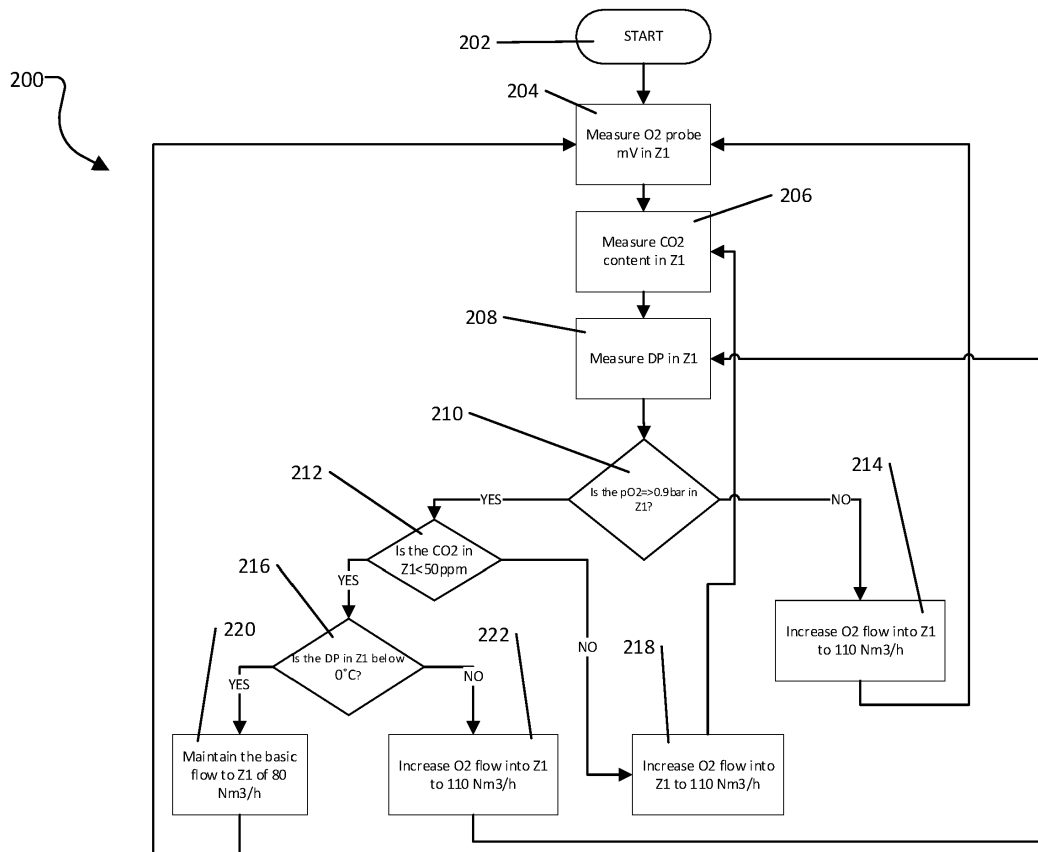 START
202
200
204
Measure O2 probe
mV in Z1
206
Measure CO2
content in Z1
208
Measure DP in Z1
210
Is the pO2=>0.9bar in
Z1?
YES
NO
212
Is the CO2 in
Z1<50ppm
214
Increase O2 flow into Z1
to 110 Nm3/h
YES
NO
216
Is the DP in Z1 below
0°C?
YES
NO
220
Maintain the basic
flow to Z1 of 80
Nm3/h
222
Increase O2 flow into Z1
to 110 Nm3/h
218
Increase O2 flow into
Z1 to 110 Nm3/h